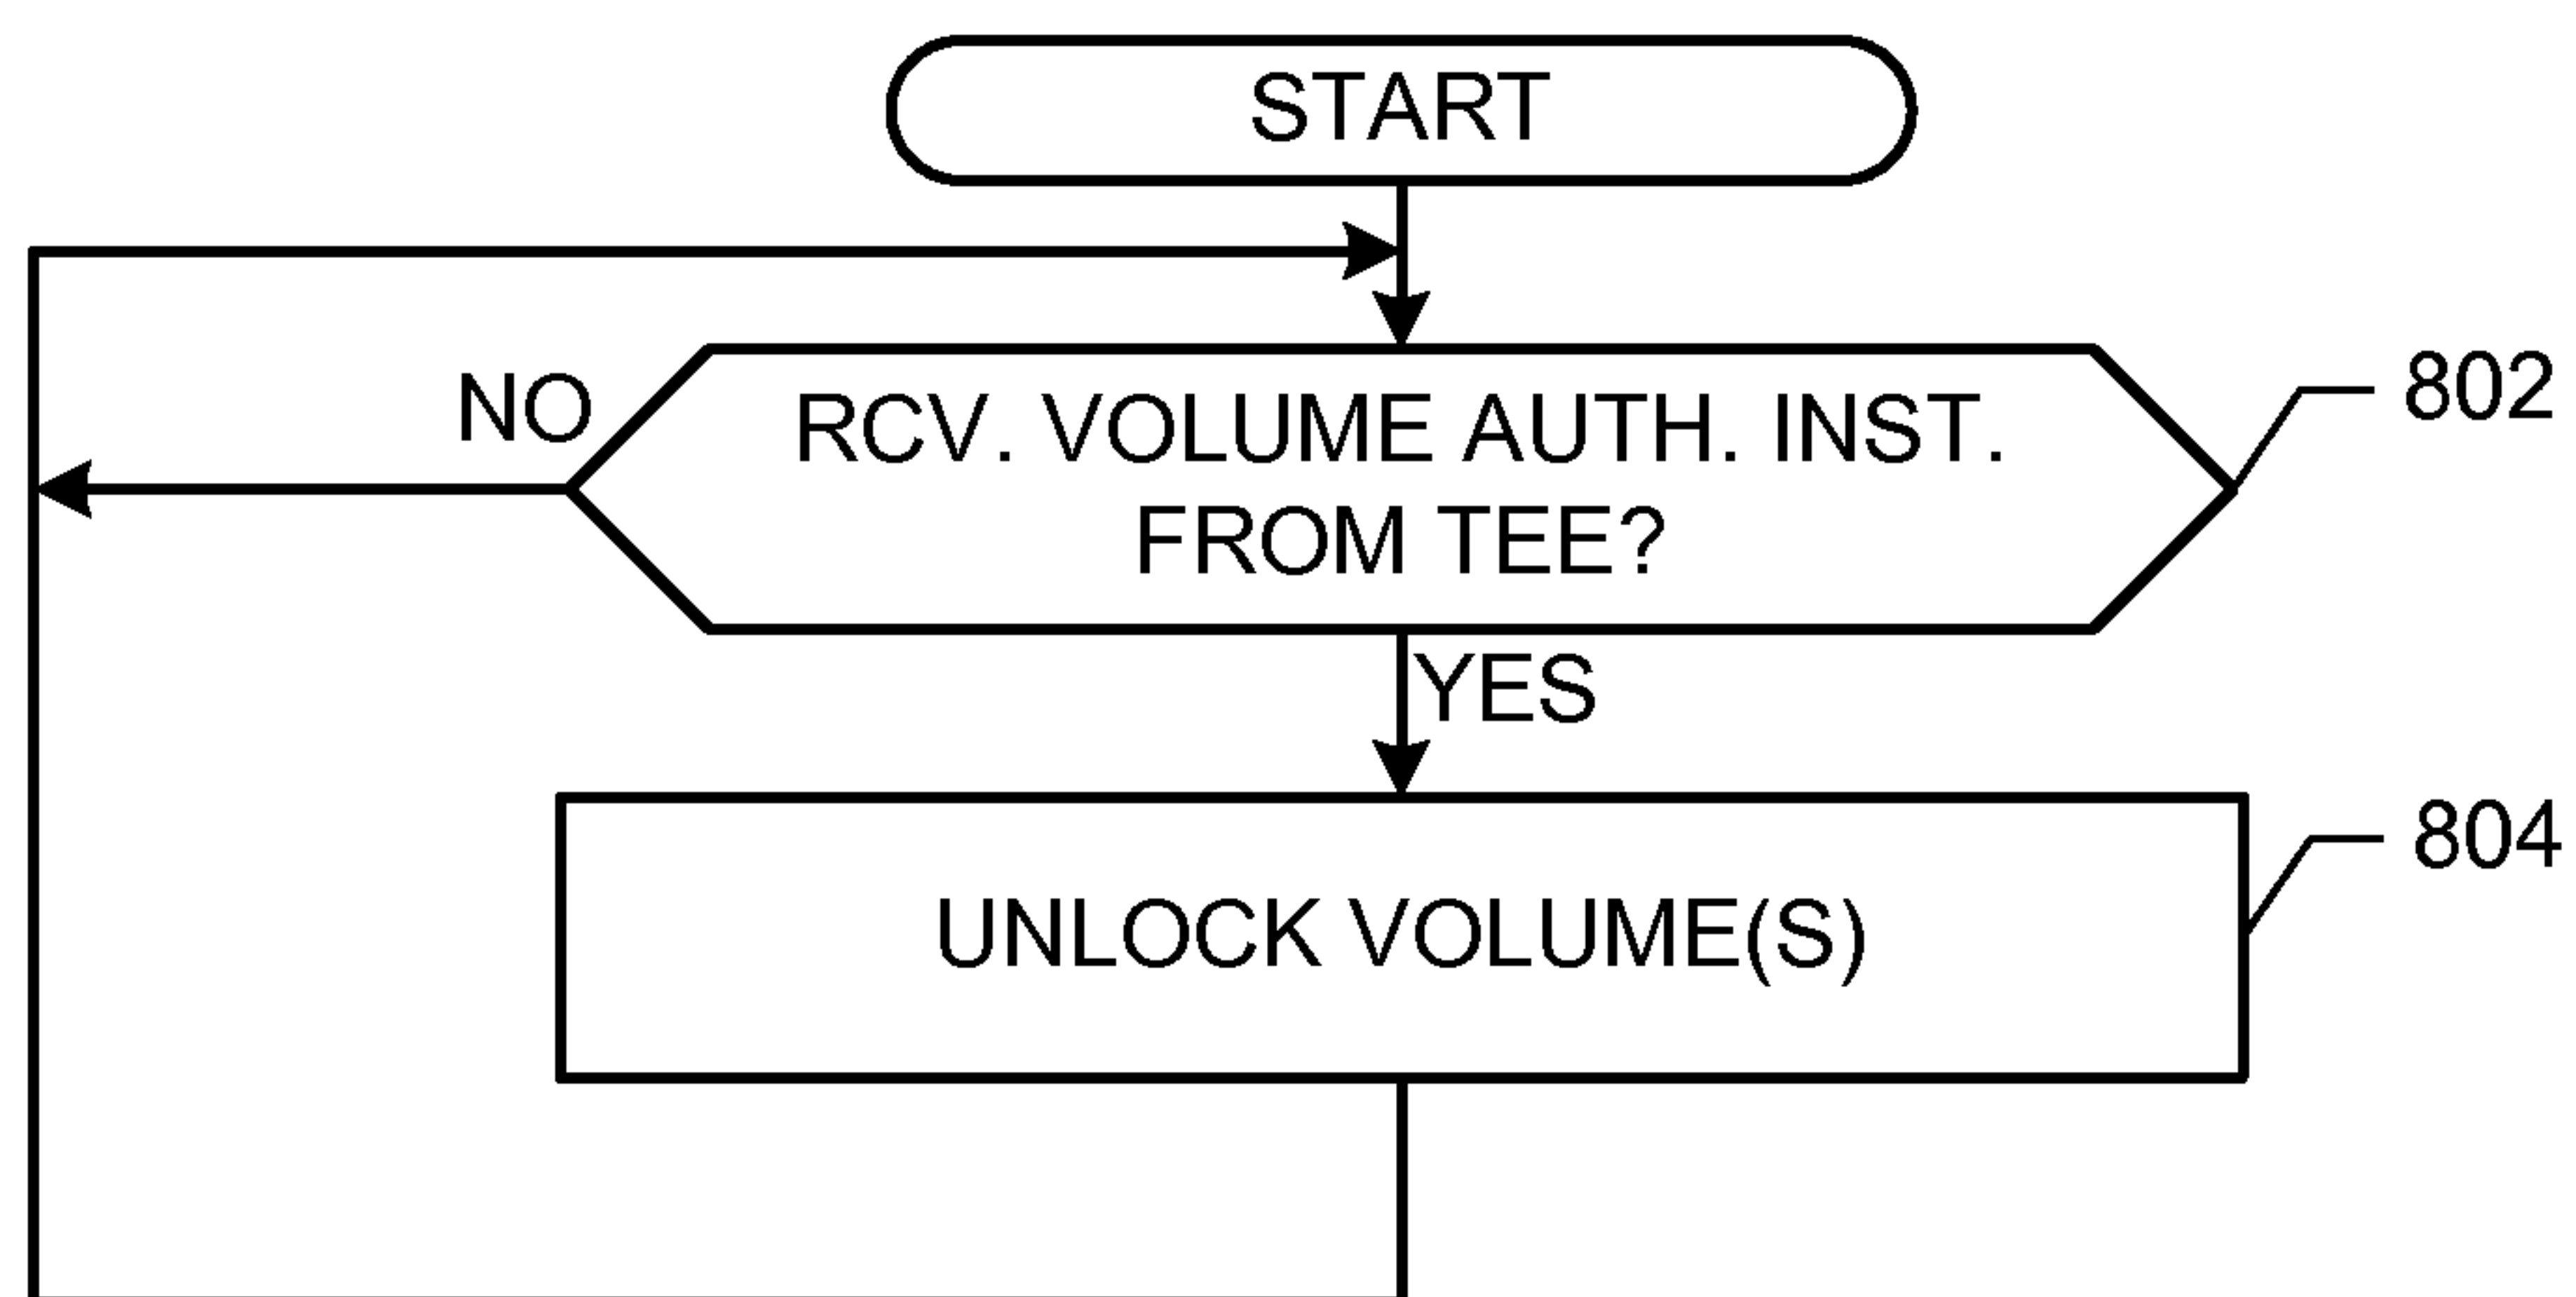 START
NO
RCV. VOLUME AUTH. INST.
FROM TEE?
802
YES
UNLOCK VOLUME(S)
804